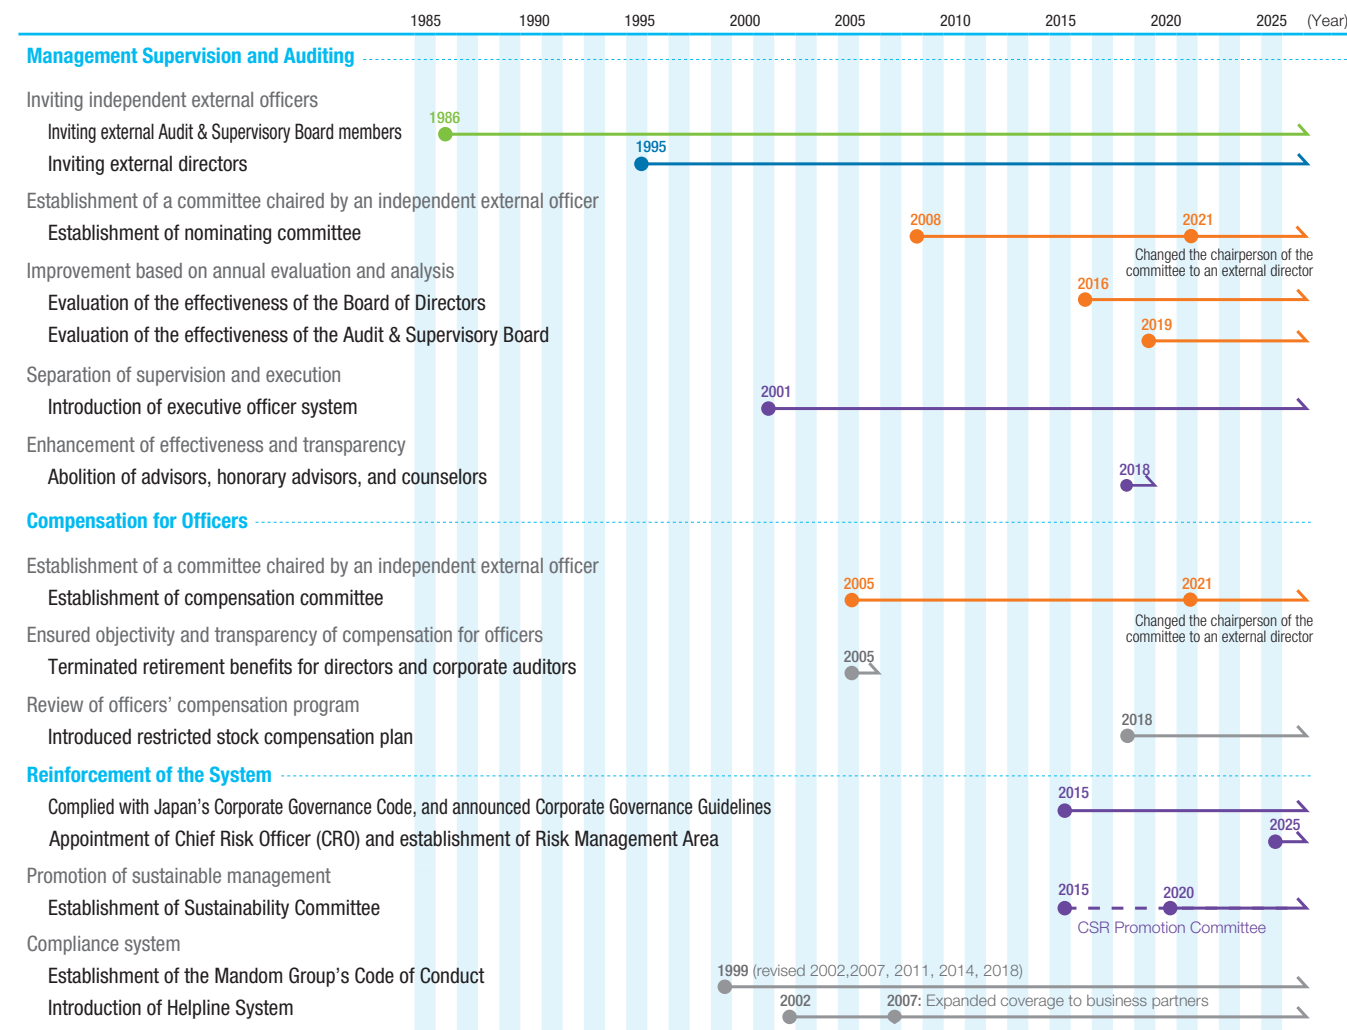 1985 1990 1995 2000 2005 2010 2015 2020 2025 (Year)
Management Supervision and Auditing
Inviting independent external officers
1986
Inviting external Audit & Supervisory Board members
1995
Inviting external directors
Establishment of a committee chaired by an independent external officer
2008 2021
Establishment of nominating committee
Changed the chairperson of the
committee to an external director
Improvement based on annual evaluation and analysis
2016
Evaluation of the effectiveness of the Board of Directors
2019
Evaluation of the effectiveness of the Audit & Supervisory Board
Separation of supervision and execution
2001
Introduction of executive officer system
Enhancement of effectiveness and transparency
2018
Abolition of advisors, honorary advisors, and counselors
Compensation for Officers
Establishment of a committee chaired by an independent external officer
2005 2021
Establishment of compensation committee
Changed the chairperson of the
committee to an external director
Ensured objectivity and transparency of compensation for officers
2005
Terminated retirement benefits for directors and corporate auditors
Review of officers’ compensation program
2018
Introduced restricted stock compensation plan
Reinforcement of the System
2015
Complied with Japan’s Corporate Governance Code, and announced Corporate Governance Guidelines
2025
Appointment of Chief Risk Officer (CRO) and establishment of Risk Management Area
Promotion of sustainable management
2015 2020
Establishment of Sustainability Committee
CSR Promotion Committee
Compliance system
1999 (revised 2002,2007, 2011, 2014, 2018)
Establishment of the Mandom Group’s Code of Conduct
2002 2007: Expanded coverage to business partners
Introduction of Helpline System